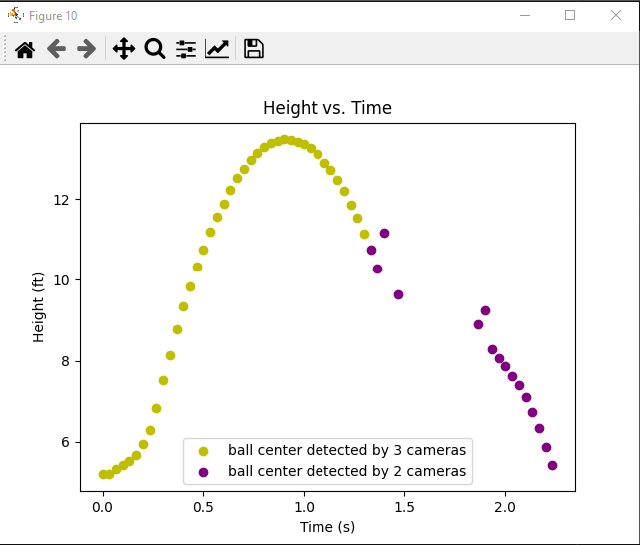 Figure 10
Height vs. Time
Height (ft)
12
10
8
6
ball center detected by 3 cameras
ball center detected by 2 cameras
0.0 0.5 1.0 1.5 2.0
Time (s)